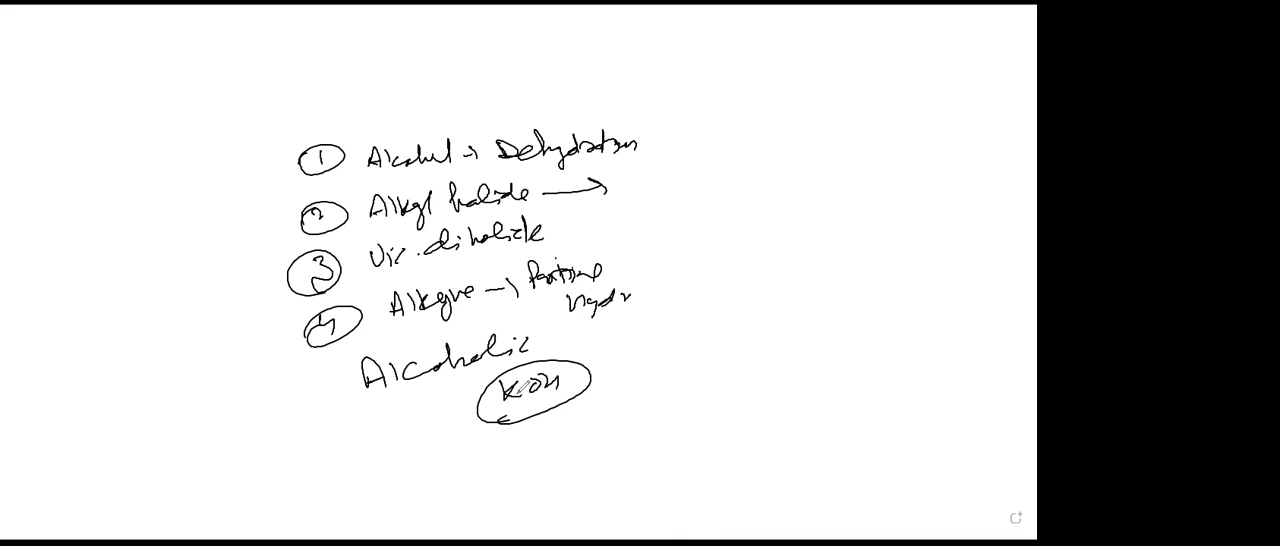 ① Alcohol → Dehydration
② Alkyl halide →
③ Vic. dihalide
④ Alkyne → Partial
Hydr
Alcoholic
KOH